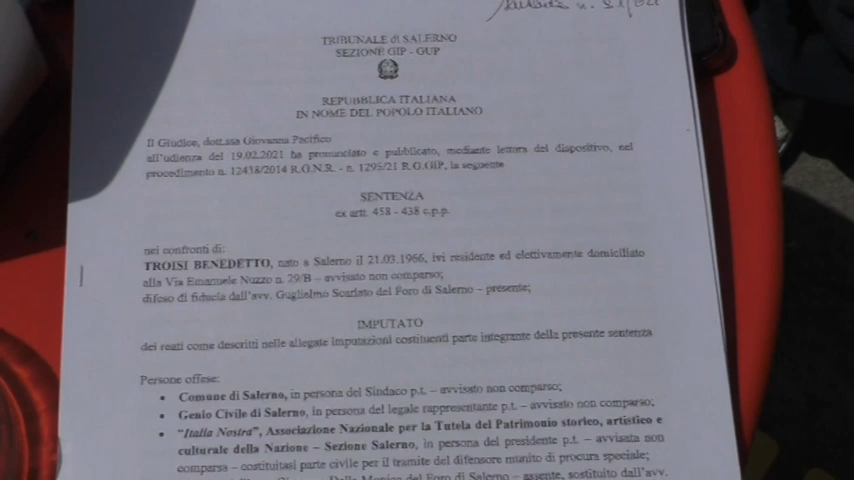 n.
TRIBUNALE di SALERNO
SEZIONE GIP - GUP
REPUBBLICA ITALIANA
IN NOME DEL POPOLO ITALIANO
Il Giudice, dott.ssa Giovanna Pacifico
all'udienza del 19.02.2021 ha pronunciato e pubblicato, mediante lettura del dispositivo, nel
procedimento n. 12438/2014 R.G.N.R. - n. 1295/21 R.G.GIP, la seguente
SENTENZA
ex artt. 458 - 438 c.p.p.
nei confronti di:
TROISI BENEDETTO, nato a Salerno il 21.03.1966, ivi residente ed elettivamente domiciliato
alla Via Emanuele Nuzzo n. 29/B – avvisato non comparso;
difeso di fiducia dall'avv. Guglielmo Scarlato del Foro di Salerno – presente;
IMPUTATO
dei reati come descritti nelle allegate imputazioni costituenti parte integrante della presente sentenza
Persone offese:
• Comune di Salerno, in persona del Sindaco p.t. – avvisato non comparso;
• Genio Civile di Salerno, in persona del legale rappresentante p.t. – avvisato non comparso;
• "Italia Nostra", Associazione Nazionale per la Tutela del Patrimonio storico, artistico e
culturale della Nazione – Sezione Salerno, in persona del presidente p.t. – avvisata non
comparsa – costituitasi parte civile per il tramite del difensore munito di procura speciale;
del Foro di Salerno – assente, sostituito dall'avv.